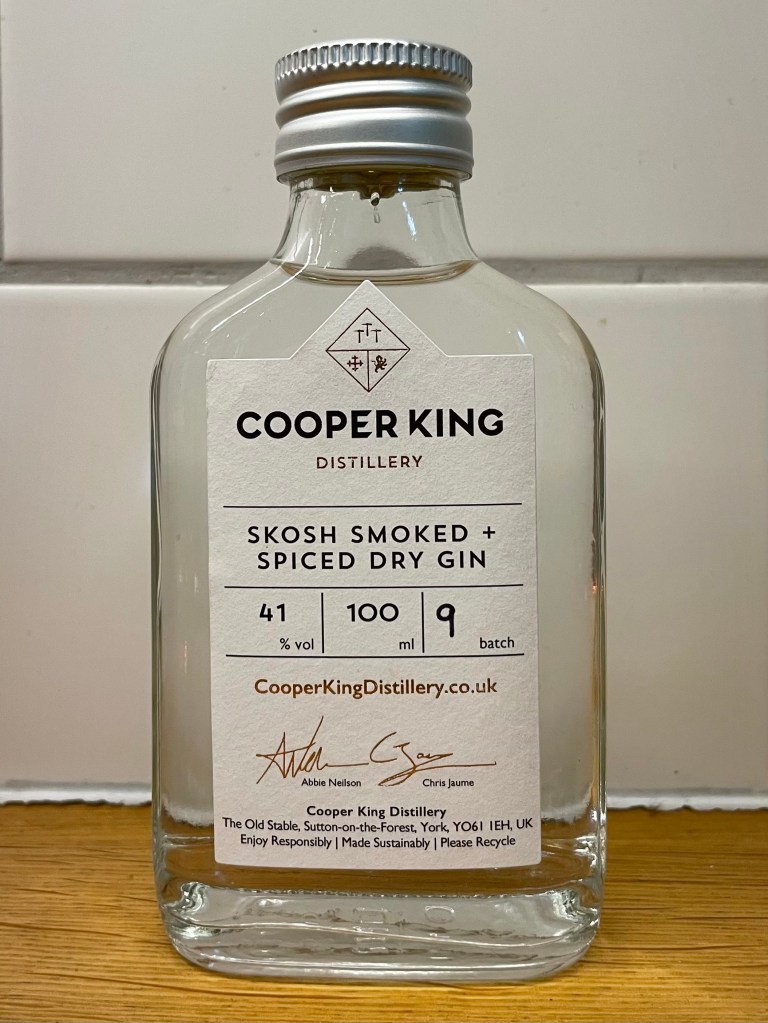 TTT
COOPER KING
DISTILLERY
SKOSH SMOKED +
SPICED DRY GIN
41 % vol 100 ml 9 batch
CooperKingDistillery.co.uk
Abbie Neilson Chris Jaume
Cooper King Distillery
The Old Stable, Sutton-on-the-Forest, York, YO61 1EH, UK
Enjoy Responsibly | Made Sustainably | Please Recycle